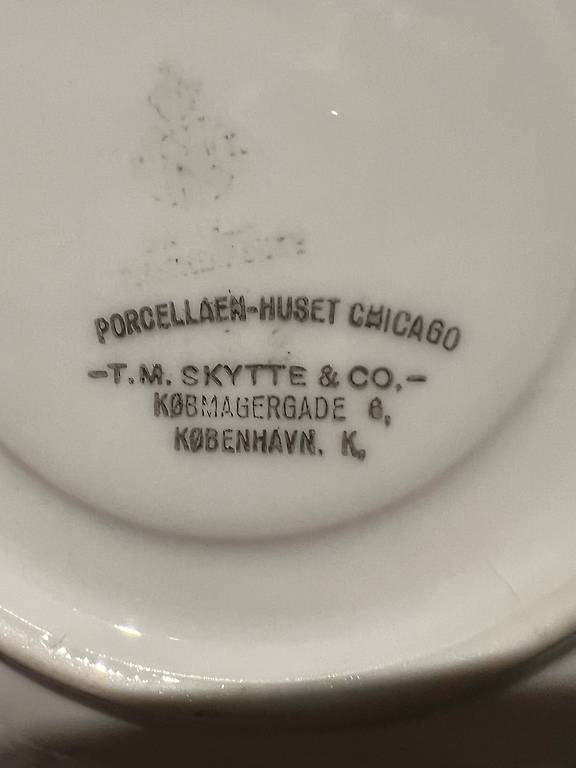 PORCELLAEN-HUSET CHICAGO
-T.M. SKYTTE & CO.-
KØBMAGERGADE 6,
KØBENHAVN. K,